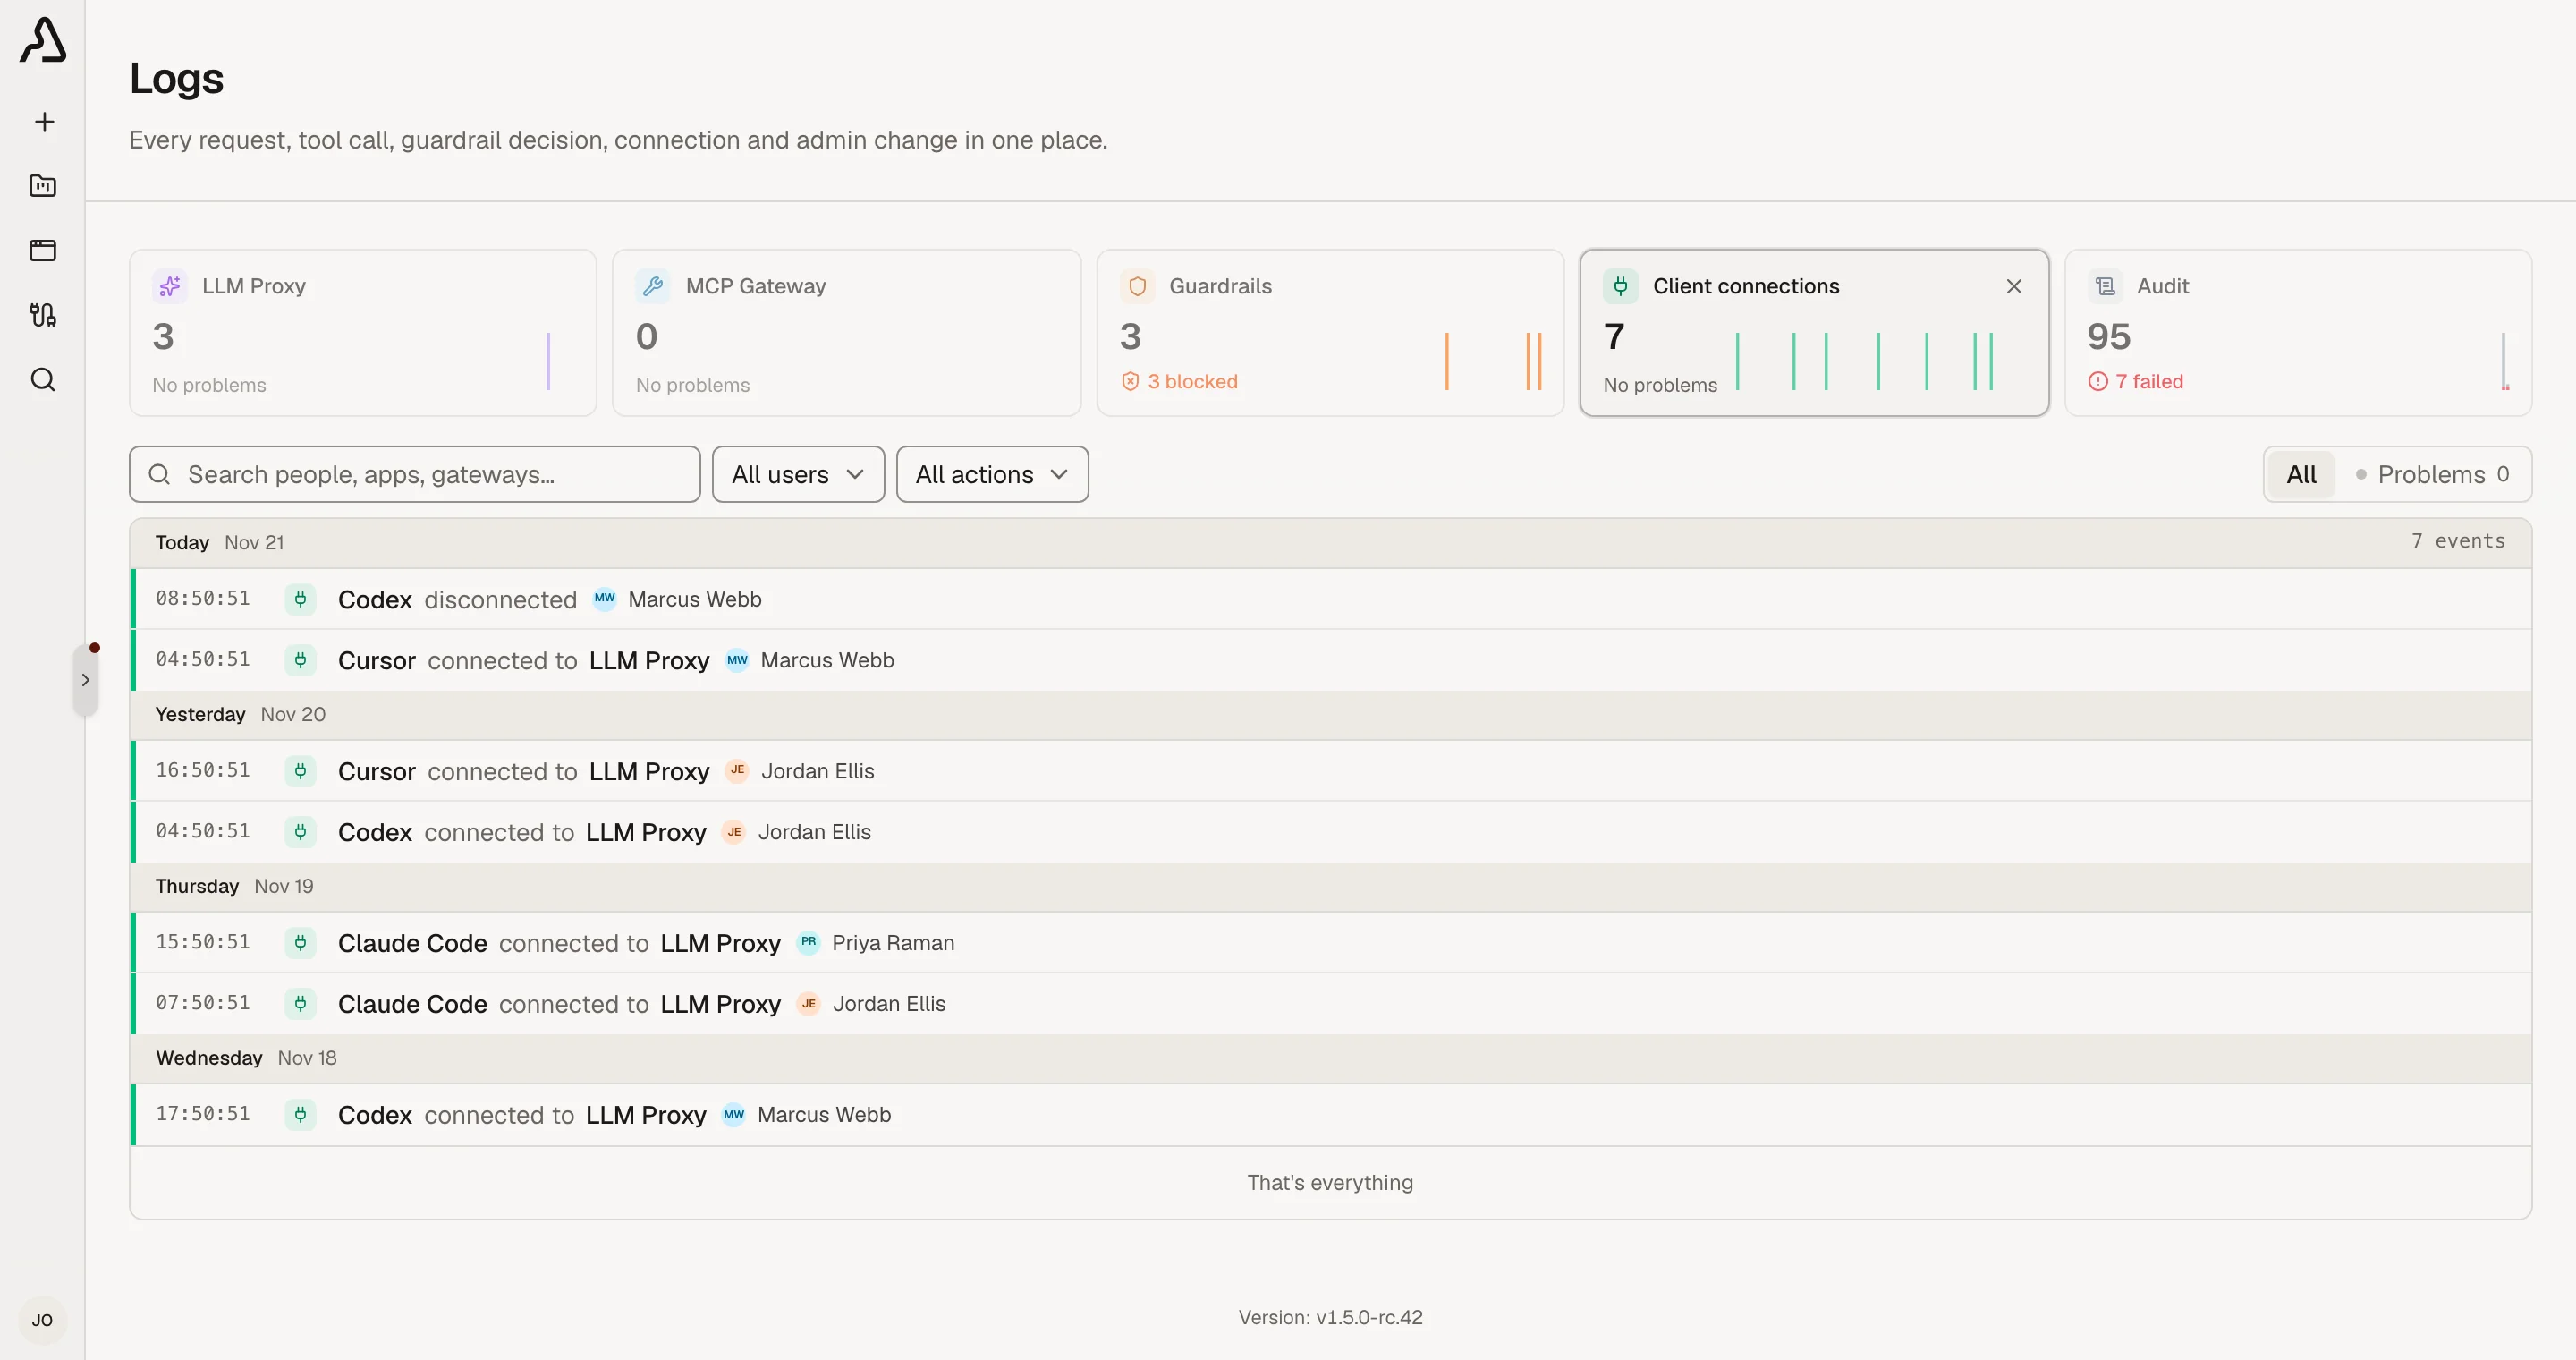 Logs
Every request, tool call, guardrail decision, connection and admin change in one place.
LLM Proxy
3
No problems
MCP Gateway
0
No problems
Guardrails
3
3 blocked
Client connections
7
No problems
Audit
95
7 failed
Search people, apps, gateways...
All users
All actions
All
Problems 0
Today Nov 21
7 events
08:50:51 Codex disconnected MW Marcus Webb
04:50:51 Cursor connected to LLM Proxy MW Marcus Webb
Yesterday Nov 20
16:50:51 Cursor connected to LLM Proxy JE Jordan Ellis
04:50:51 Codex connected to LLM Proxy JE Jordan Ellis
Thursday Nov 19
15:50:51 Claude Code connected to LLM Proxy PR Priya Raman
07:50:51 Claude Code connected to LLM Proxy JE Jordan Ellis
Wednesday Nov 18
17:50:51 Codex connected to LLM Proxy MW Marcus Webb
That's everything
JO
Version: v1.5.0-rc.42